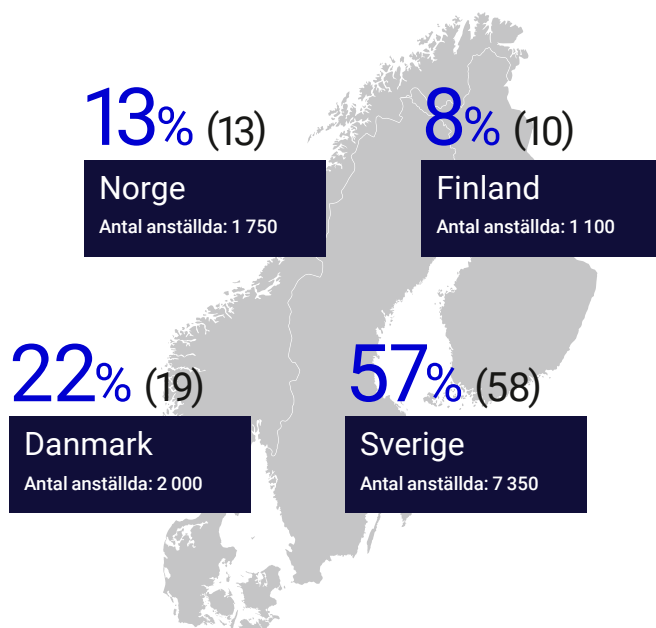 13% (13)
Norge
Antal anställda: 1 750
8% (10)
Finland
Antal anställda: 1 100
22% (19)
Danmark
Antal anställda: 2 000
57% (58)
Sverige
Antal anställda: 7 350